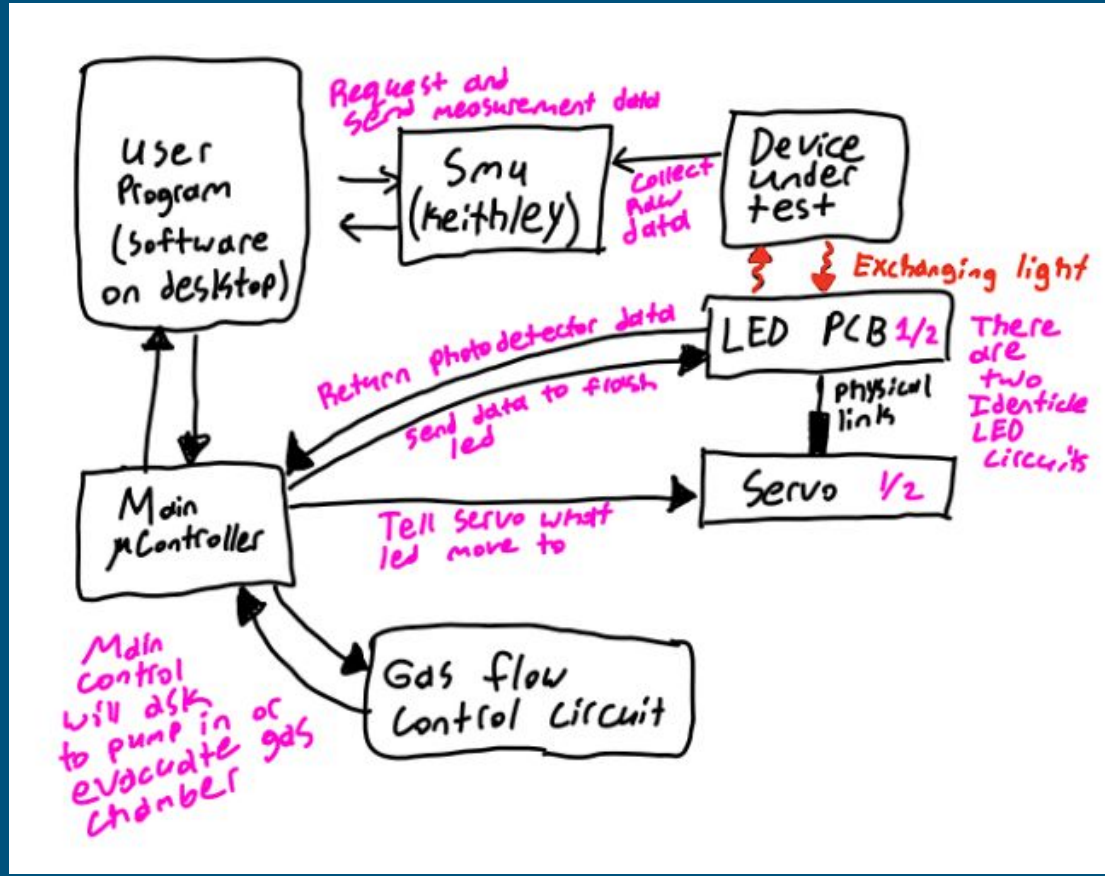 User
Program
(software
on desktop)
Request and
send measurement data
Smu
(Keithley)
Collect
Raw
data
Device
under
test
Exchanging light
LED PCB 1/2
There
are
two
Identicle
LED
circuits
physical
links
Servo 1/2
Return photodetector data
send data to flash
led
Tell servo what
led move to
Main
μController
Main
control
will ask
to pump in or
evacuate gas
chamber
Gas flow
control circuit